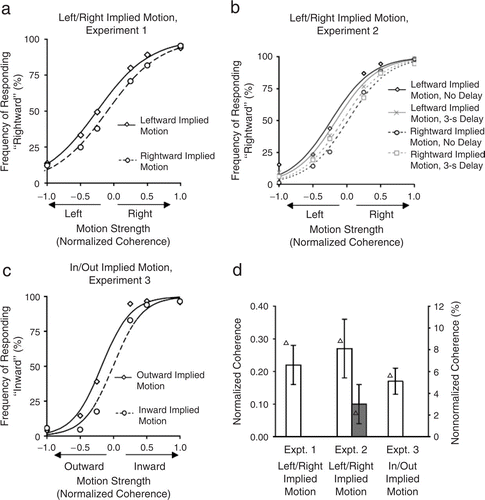 a
Left/Right Implied Motion,
Experiment 1
Frequency of Responding
"Rightward" (%)
100
75
50
25
0
Leftward Implied
Motion
Rightward Implied
Motion
−1.0 −0.5 0.0 0.5 1.0
Left Right
Motion Strength
(Normalized Coherence)
b
Left/Right Implied Motion,
Experiment 2
Frequency of Responding
"Rightward" (%)
100
75
50
25
0
Leftward Implied
Motion, No Delay
Leftward Implied
Motion, 3-s Delay
Rightward Implied
Motion, No Delay
Rightward Implied
Motion, 3-s Delay
−1.0 −0.5 0.0 0.5 1.0
Left Right
Motion Strength
(Normalized Coherence)
c
In/Out Implied Motion,
Experiment 3
Frequency of Responding
"Inward" (%)
100
75
50
25
0
Outward Implied
Motion
Inward Implied
Motion
−1.0 −0.5 0.0 0.5 1.0
Outward Inward
Motion Strength
(Normalized Coherence)
d
Normalized Coherence
0.40
0.30
0.20
0.10
0.00
12
10
8
6
4
2
0
Nonnormalized Coherence (%)
Expt. 1 Expt. 2 Expt. 3
Left/Right Left/Right In/Out
Implied Implied Implied
Motion Motion Motion